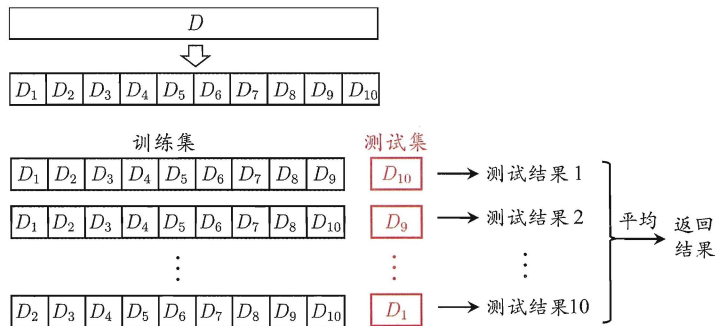 D
D₁ D₂ D₃ D₄ D₅ D₆ D₇ D₈ D₉ D₁₀
训练集 测试集
D₁ D₂ D₃ D₄ D₅ D₆ D₇ D₈ D₉ D₁₀ 测试结果 1
D₁ D₂ D₃ D₄ D₅ D₆ D₇ D₈ D₁₀ D₉ 测试结果 2
平均 返回
结果
⋮ ⋮ ⋮
D₂ D₃ D₄ D₅ D₆ D₇ D₈ D₉ D₁₀ D₁ 测试结果10